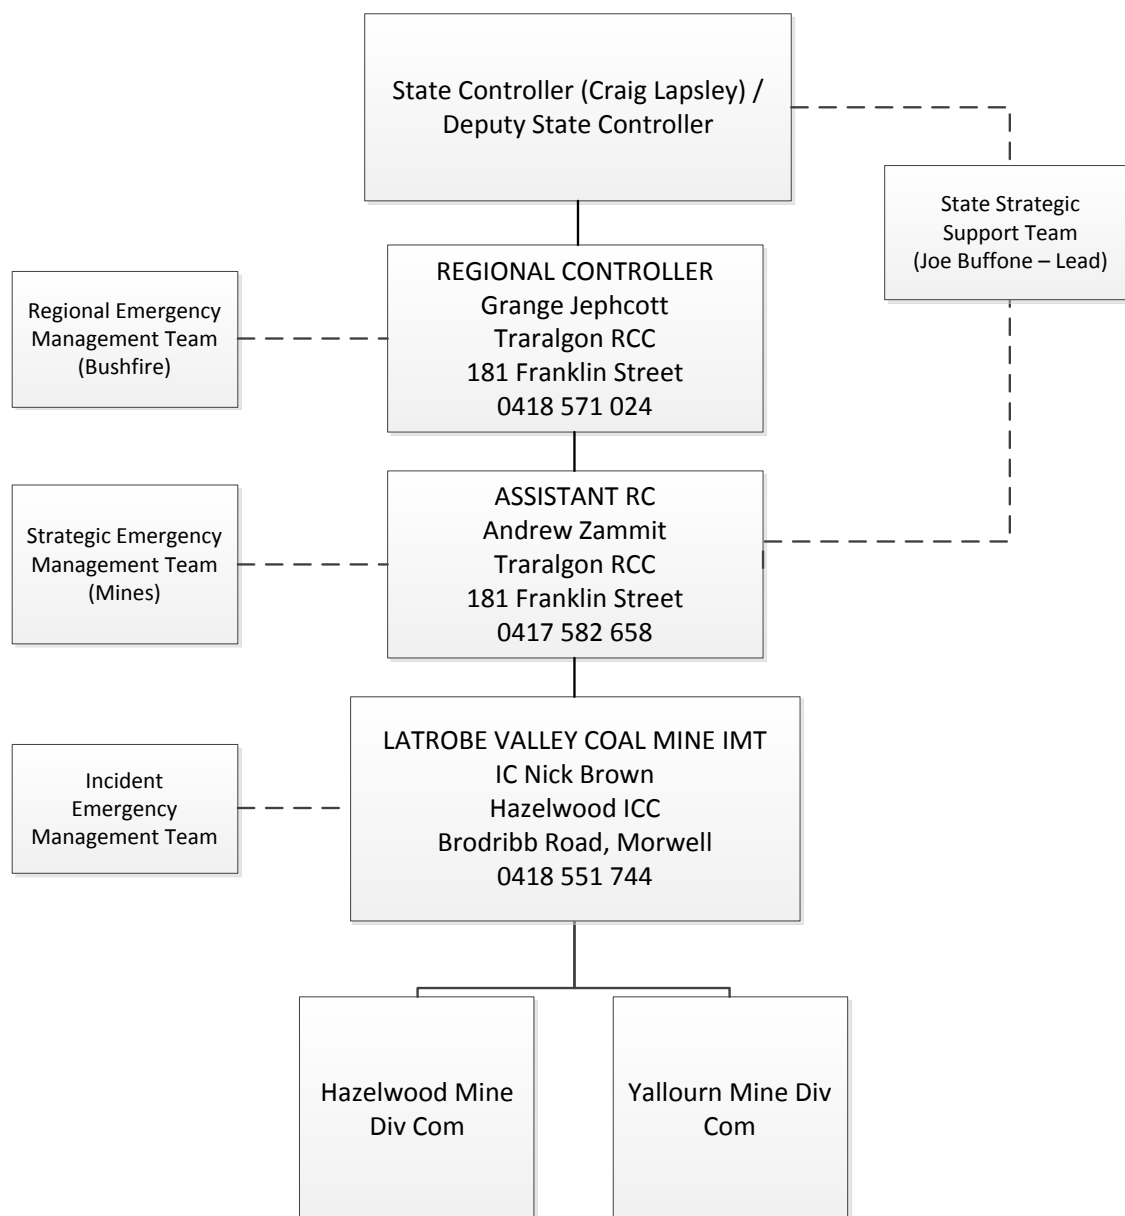 State Controller (Craig Lapsley) /
Deputy State Controller
State Strategic
Support Team
(Joe Buffone – Lead)
REGIONAL CONTROLLER
Grange Jephcott
Traralgon RCC
181 Franklin Street
0418 571 024
Regional Emergency
Management Team
(Bushfire)
ASSISTANT RC
Andrew Zammit
Traralgon RCC
181 Franklin Street
0417 582 658
Strategic Emergency
Management Team
(Mines)
LATROBE VALLEY COAL MINE IMT
IC Nick Brown
Hazelwood ICC
Brodribb Road, Morwell
0418 551 744
Incident
Emergency
Management Team
Hazelwood Mine
Div Com
Yallourn Mine Div
Com